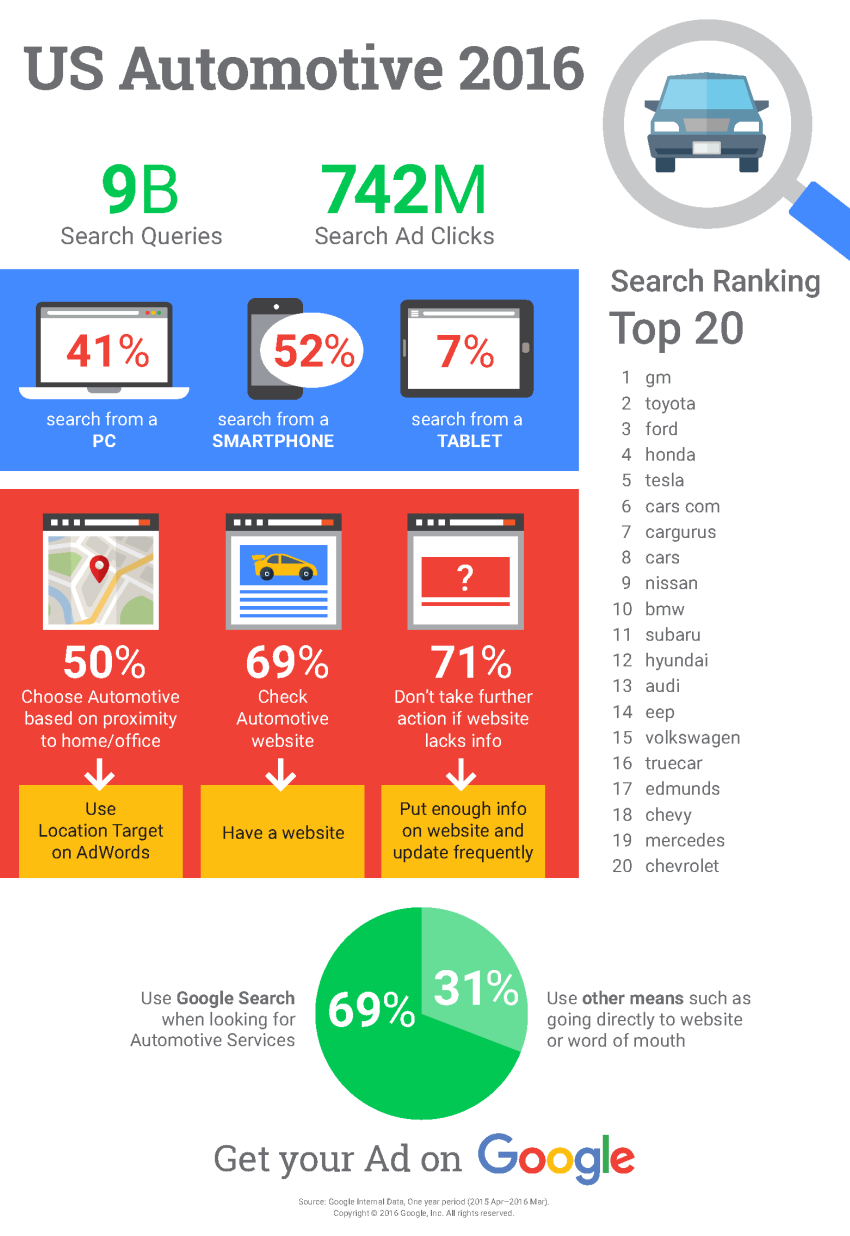 US Automotive 2016
9B
Search Queries
742M
Search Ad Clicks
41%
search from a
PC
52%
search from a
SMARTPHONE
7%
search from a
TABLET
50%
Choose Automotive
based on proximity
to home/office
Use
Location Target
on AdWords
69%
Check
Automotive
website
Have a website
?
71%
Don't take further
action if website
lacks info
Put enough info
on website and
update frequently
Search Ranking
Top 20
1 gm
2 toyota
3 ford
4 honda
5 tesla
6 cars com
7 cargurus
8 cars
9 nissan
10 bmw
11 subaru
12 hyundai
13 audi
14 eep
15 volkswagen
16 truecar
17 edmunds
18 chevy
19 mercedes
20 chevrolet
Use Google Search
when looking for
Automotive Services
69%
31%
Use other means such as
going directly to website
or word of mouth
Get your Ad on Google
Source: Google Internal Data, One year period (2015 Apr–2016 Mar).
Copyright © 2016 Google, Inc. All rights reserved.